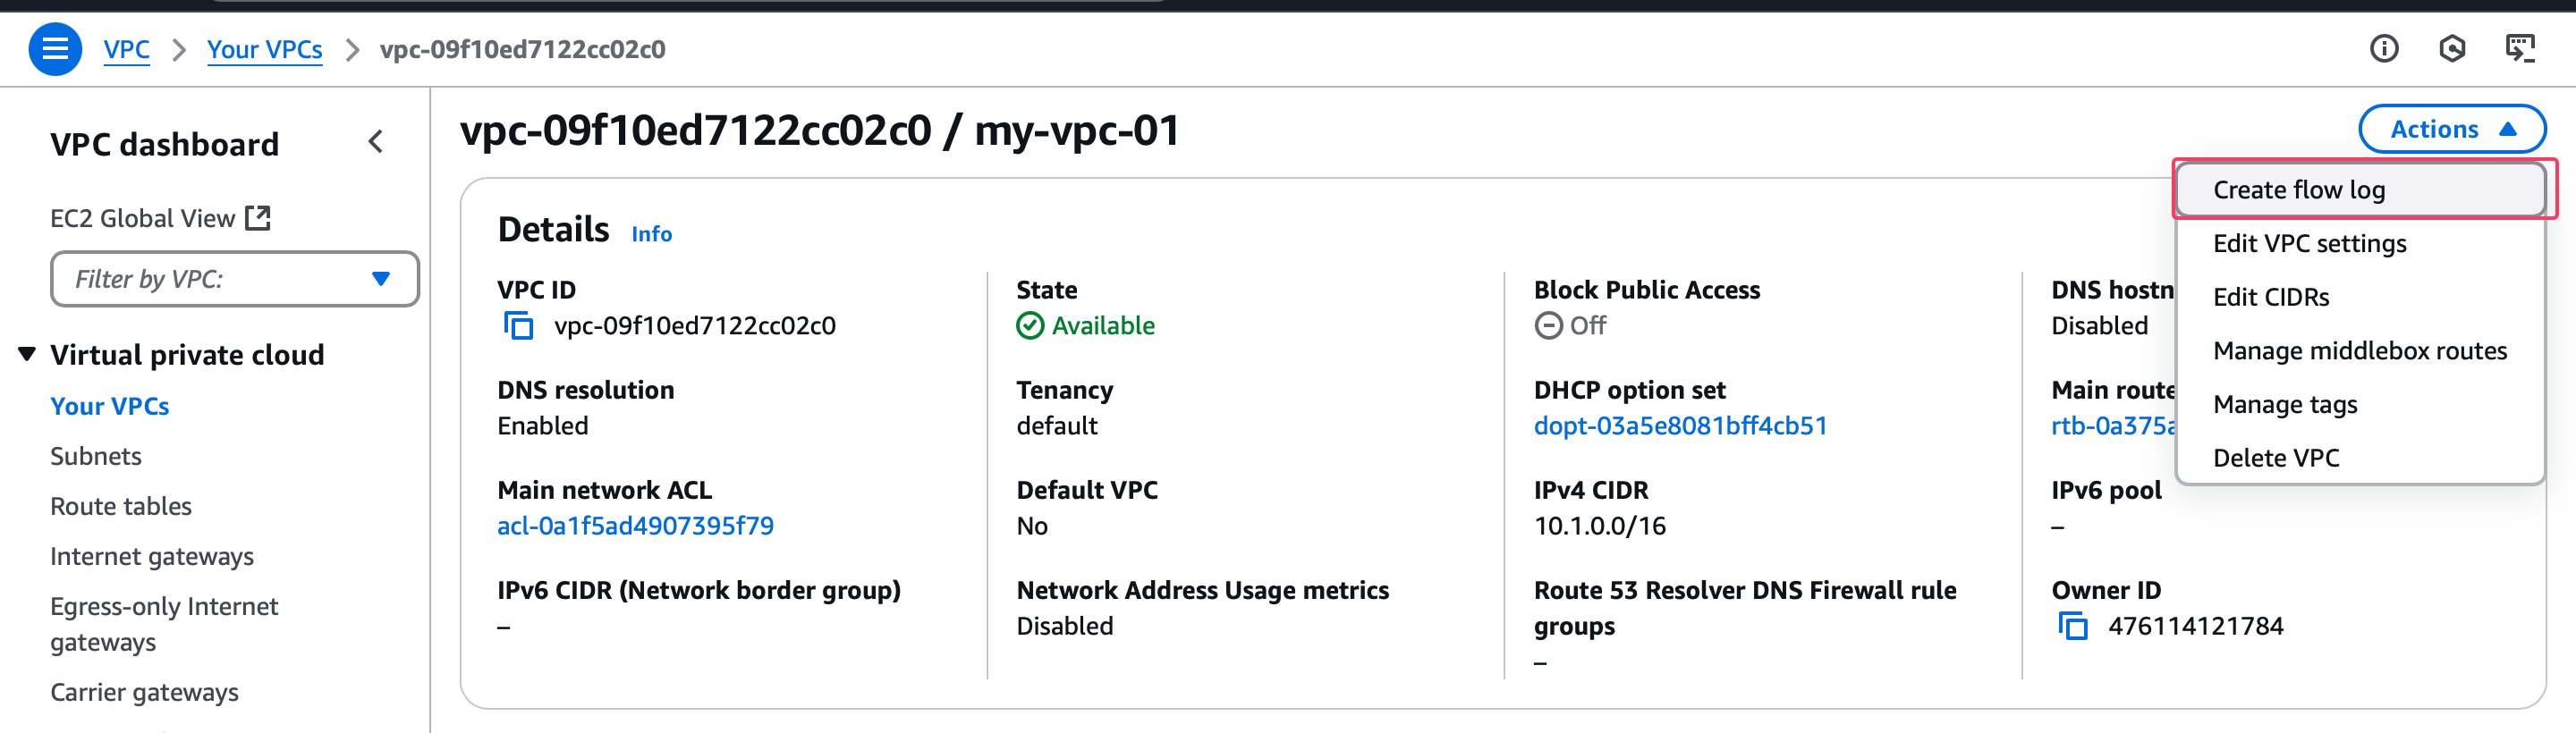 VPC
Your VPCs
vpc-09f10ed7122cc02c0
VPC dashboard
EC2 Global View
Filter by VPC:
Virtual private cloud
Your VPCs
Subnets
Route tables
Internet gateways
Egress-only Internet
gateways
Carrier gateways
vpc-09f10ed7122cc02c0 / my-vpc-01
Actions
Create flow log
Edit VPC settings
Edit CIDRs
Manage middlebox routes
Manage tags
Delete VPC
Details Info
VPC ID
vpc-09f10ed7122cc02c0
State
Available
Block Public Access
Off
DNS hostn
Disabled
DNS resolution
Enabled
Tenancy
default
DHCP option set
dopt-03a5e8081bff4cb51
Main route
rtb-0a375a
Main network ACL
acl-0a1f5ad4907395f79
Default VPC
No
IPv4 CIDR
10.1.0.0/16
IPv6 pool
–
IPv6 CIDR (Network border group)
–
Network Address Usage metrics
Disabled
Route 53 Resolver DNS Firewall rule
groups
–
Owner ID
476114121784